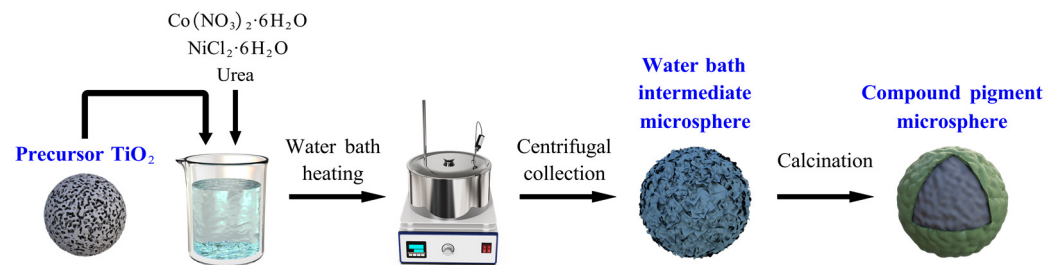 Co(NO₃)₂·6H₂O
NiCl₂·6H₂O
Urea
Precursor TiO₂
Water bath
heating
Centrifugal
collection
Water bath
intermediate
microsphere
Calcination
Compound pigment
microsphere